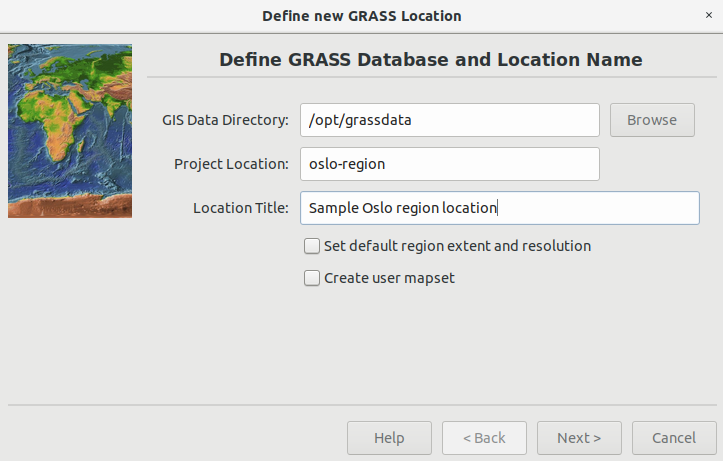 Define new GRASS Location
×
Define GRASS Database and Location Name
GIS Data Directory: /opt/grassdata Browse
Project Location: oslo-region
Location Title: Sample Oslo region location
Set default region extent and resolution
Create user mapset
Help < Back Next > Cancel